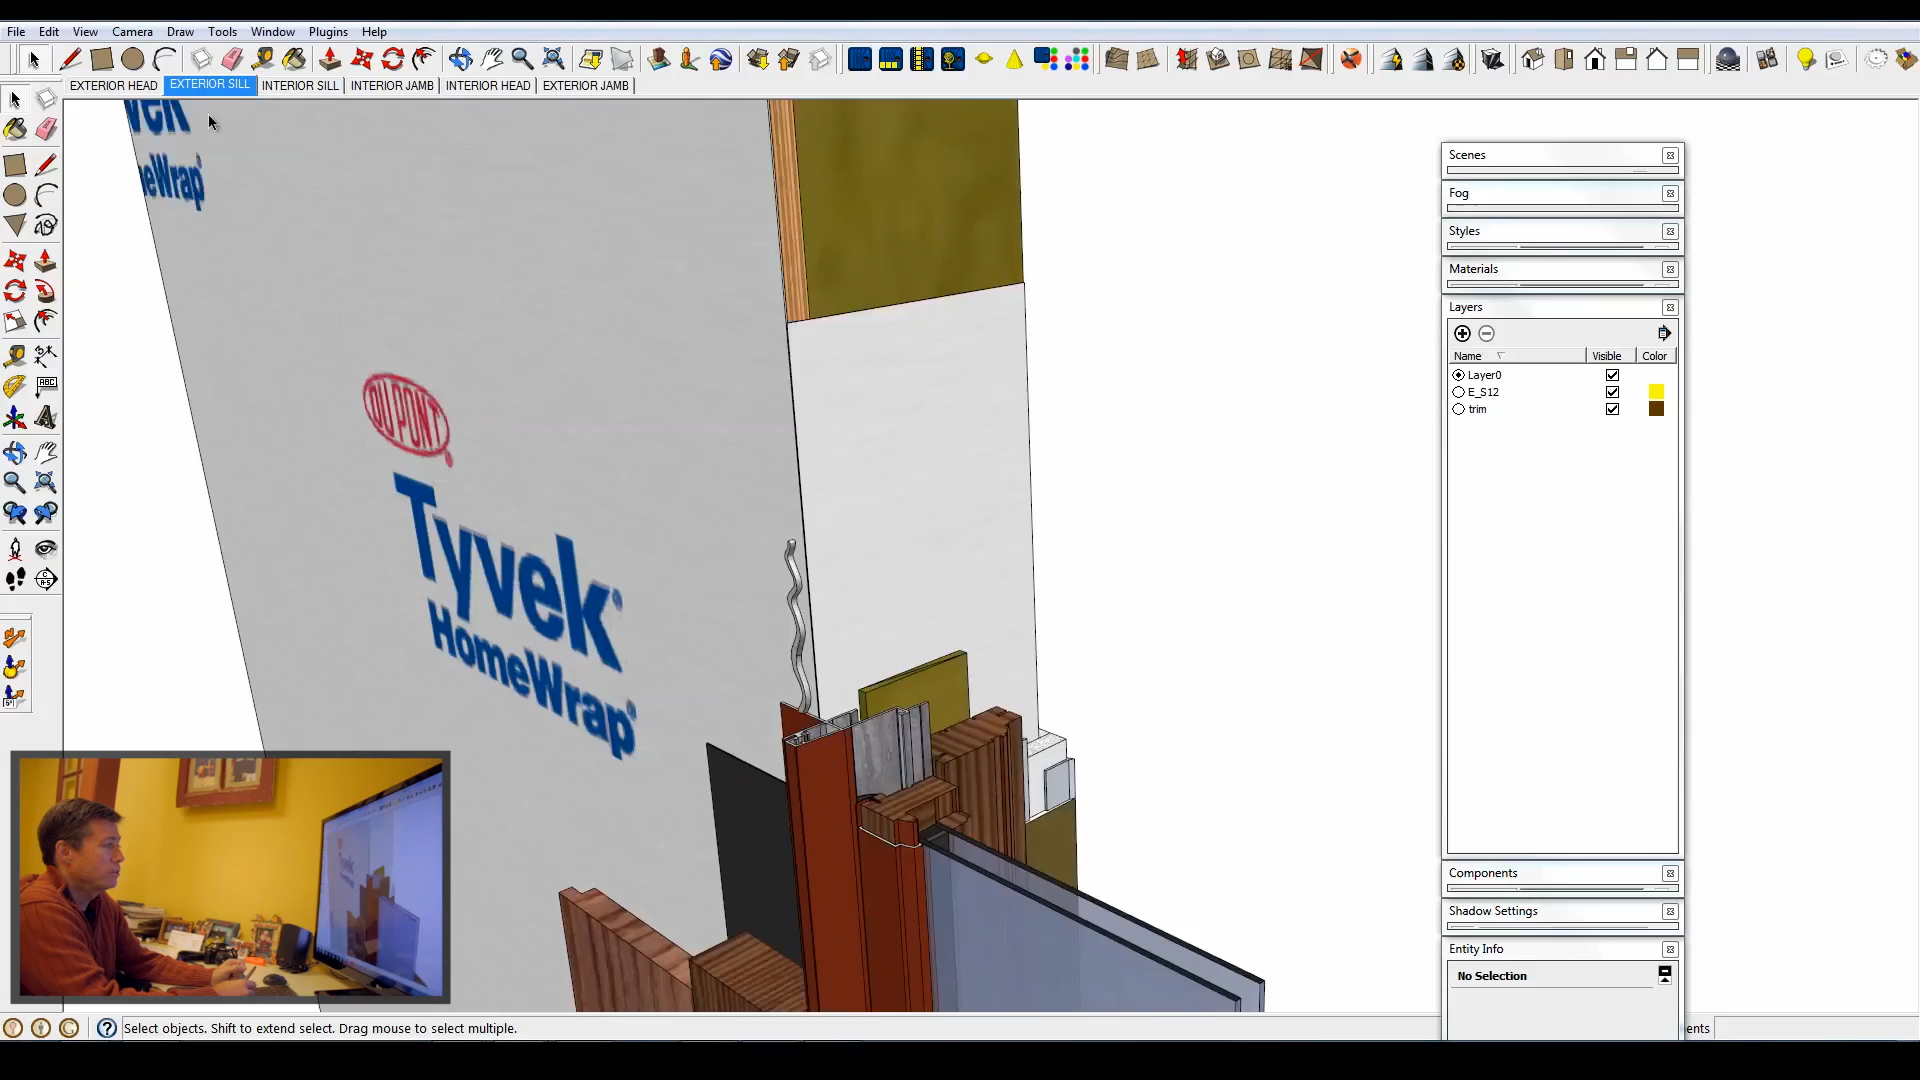 File Edit View Camera Draw Tools Window Plugins Help
EXTERIOR HEAD EXTERIOR SILL INTERIOR SILL INTERIOR JAMB INTERIOR HEAD EXTERIOR JAMB
HomeWrap
DUPONT
Tyvek®
HomeWrap®
ABC
Scenes
Fog
Styles
Materials
Layers
Name Visible Color
Layer0
E_S12
trim
Components
Shadow Settings
Entity Info
No Selection
Select objects. Shift to extend select. Drag mouse to select multiple.